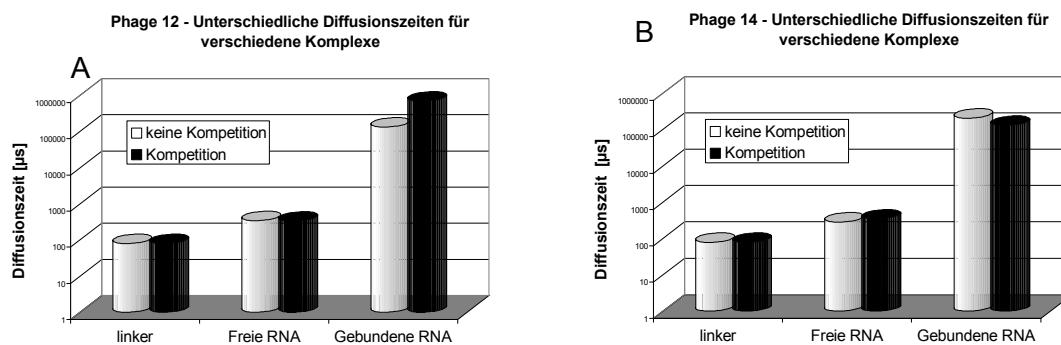 Phage 12 - Unterschiedliche Diffusionszeiten für
verschiedene Komplexe
A
Diffusionszeit [µs]
1000000
100000
10000
1000
100
10
1
keine Kompetition
Kompetition
linker
Freie RNA
Gebundene RNA
Phage 14 - Unterschiedliche Diffusionszeiten für
verschiedene Komplexe
B
Diffusionszeit [µs]
1000000
100000
10000
1000
100
10
1
keine Kompetition
Kompetition
linker
Freie RNA
Gebundene RNA